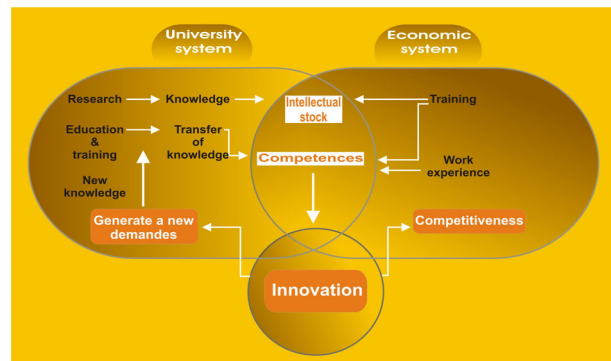 University
system
Economic
system
Research
Knowledge
Intellectual
stock
Training
Education
&
training
Transfer
of
knowledge
Competences
Work
experience
New
knowledge
Generate a new
demandes
Competitiveness
Innovation